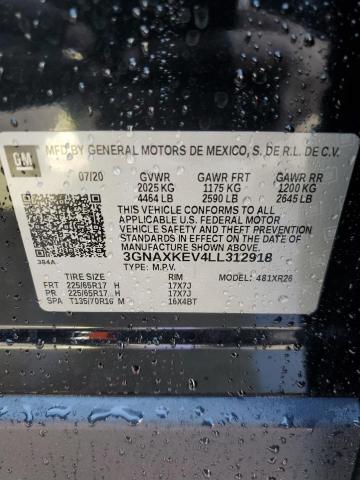 GM
MFD BY GENERAL MOTORS DE MEXICO, S. DE R.L. DE C.V.
07/20 GVWR GAWR FRT GAWR RR
2025 KG 1175 KG 1200 KG
4464 LB 2590 LB 2645 LB
THIS VEHICLE CONFORMS TO ALL
APPLICABLE U.S. FEDERAL MOTOR
VEHICLE SAFETY AND THEFT PREVENTION
STANDARDS IN EFFECT ON THE DATE OF
MANUFACTURE SHOWN ABOVE.
3GNAXKEV4LL312918
384A TYPE: M.P.V. MODEL: 481XR26
TIRE SIZE SPEED RTG RIM
FRT 225/65R17 H 17X7J
RR 225/65R17 H 17X7J
SPA T135/70R16 M 16X4BT